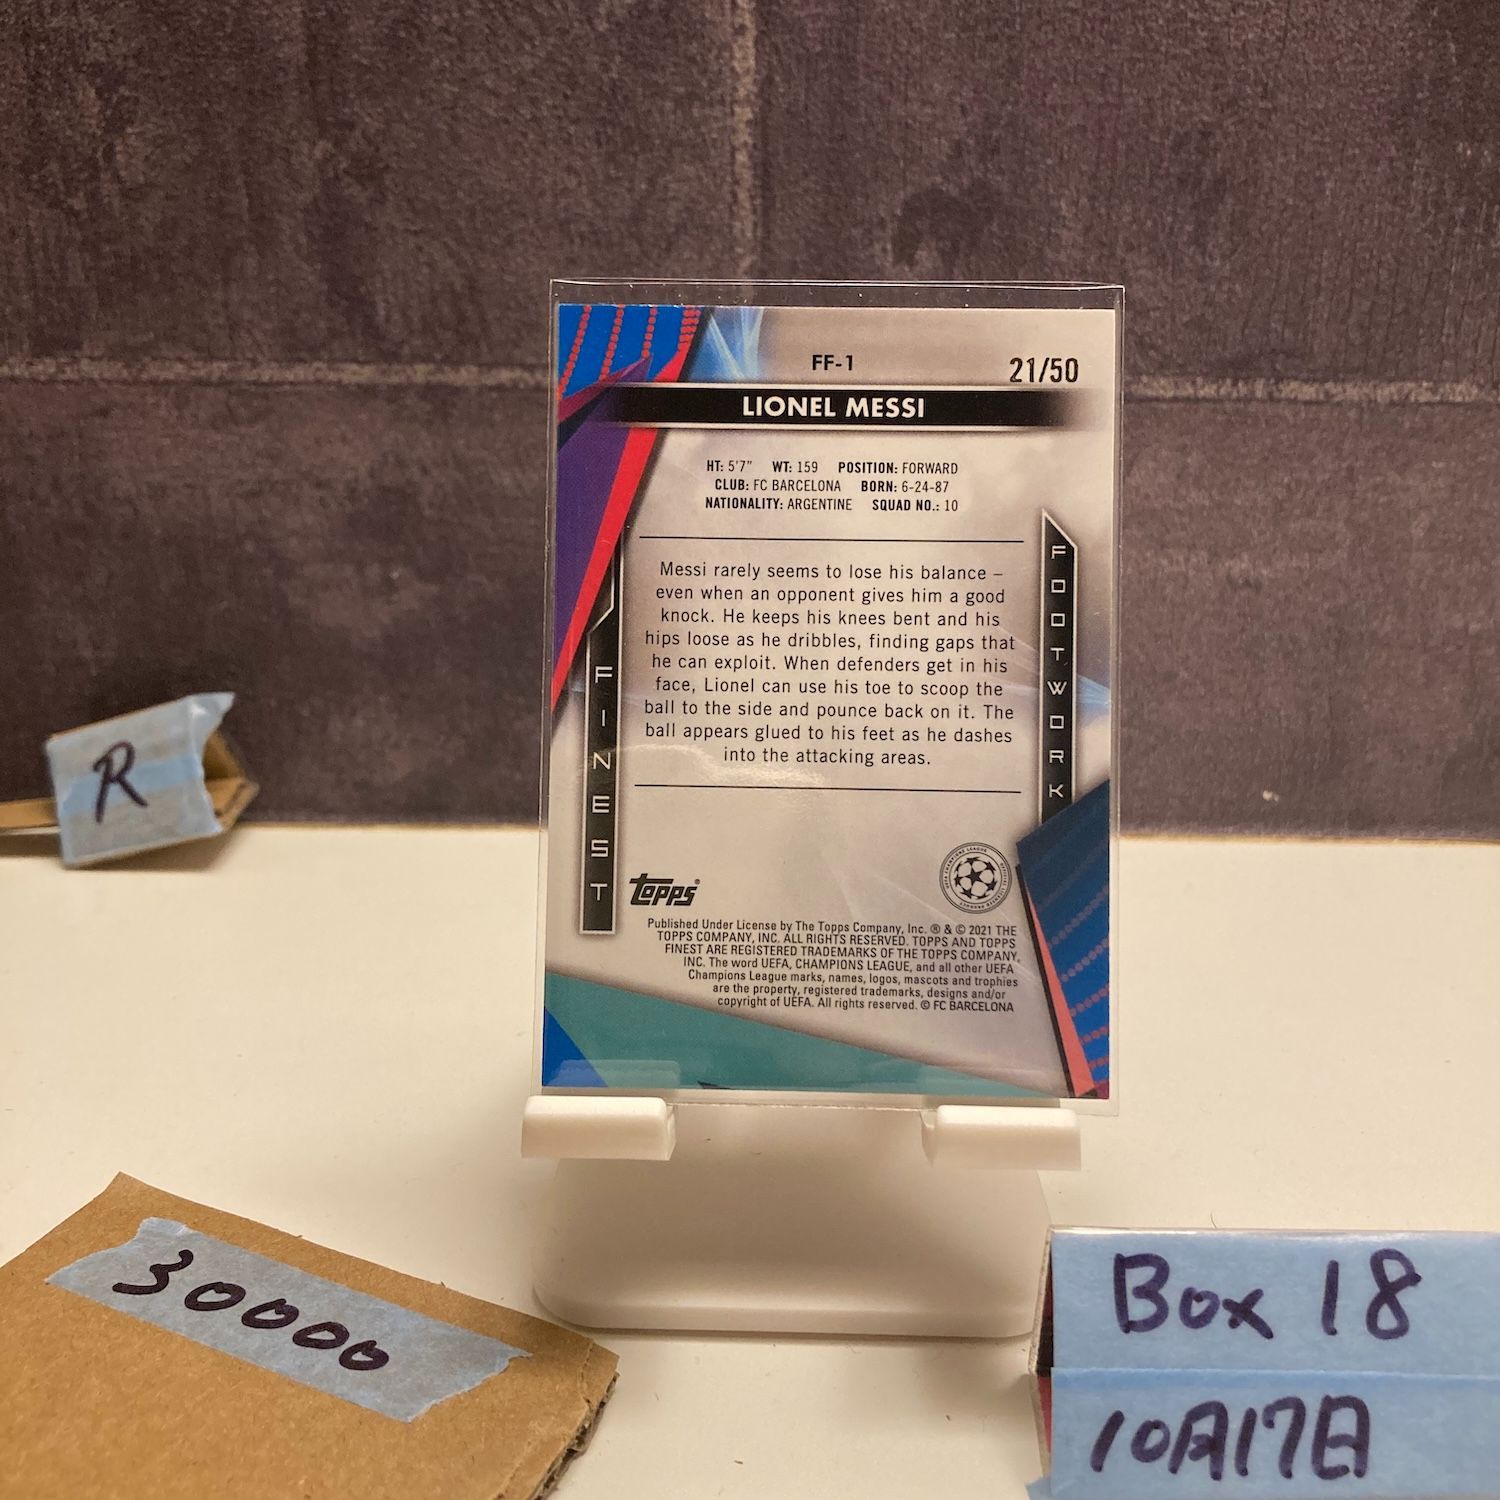 FF-1
21/50
LIONEL MESSI
HT: 5'7" WT: 159 POSITION: FORWARD
CLUB: FC BARCELONA BORN: 6-24-87
NATIONALITY: ARGENTINE SQUAD NO.: 10
Messi rarely seems to lose his balance –
even when an opponent gives him a good
knock. He keeps his knees bent and his
hips loose as he dribbles, finding gaps that
he can exploit. When defenders get in his
face, Lionel can use his toe to scoop the
ball to the side and pounce back on it. The
ball appears glued to his feet as he dashes
into the attacking areas.
FINEST
FOOTWORK
topps®
Published Under License by The Topps Company, Inc. ® & © 2021 THE
TOPPS COMPANY, INC. ALL RIGHTS RESERVED. TOPPS AND TOPPS
FINEST ARE REGISTERED TRADEMARKS OF THE TOPPS COMPANY,
INC. The word UEFA, CHAMPIONS LEAGUE, and all other UEFA
Champions League marks, names, logos, mascots and trophies
are the property, registered trademarks, designs and/or
copyright of UEFA. All rights reserved. © FC BARCELONA
R
30000
Box 18
10月17日